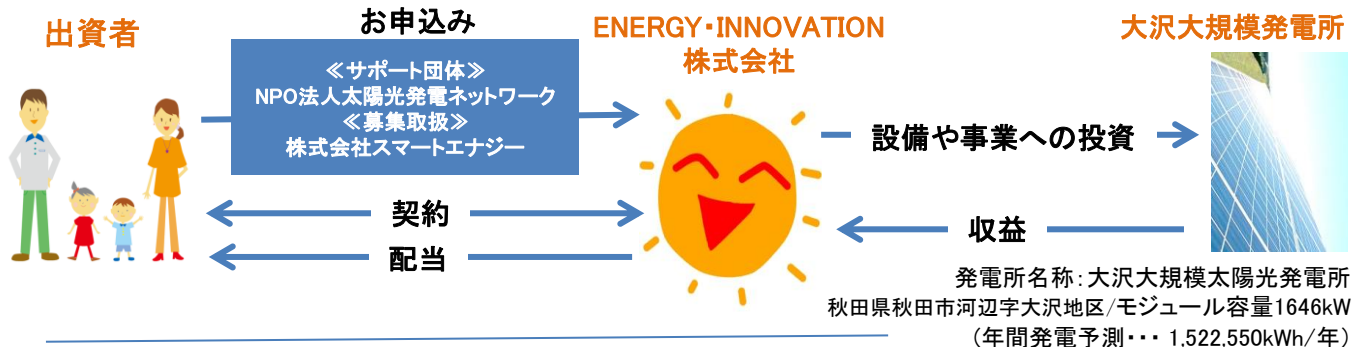 出資者
お申込み
≪サポート団体≫
NPO法人太陽光発電ネットワーク
≪募集取扱≫
株式会社スマートエナジー
ENERGY・INNOVATION
株式会社
大沢大規模発電所
設備や事業への投資
契約
配当
収益
発電所名称：大沢大規模太陽光発電所
秋田県秋田市河辺字大沢地区/モジュール容量1646kW
（年間発電予測・・・ 1,522,550kWh/年）